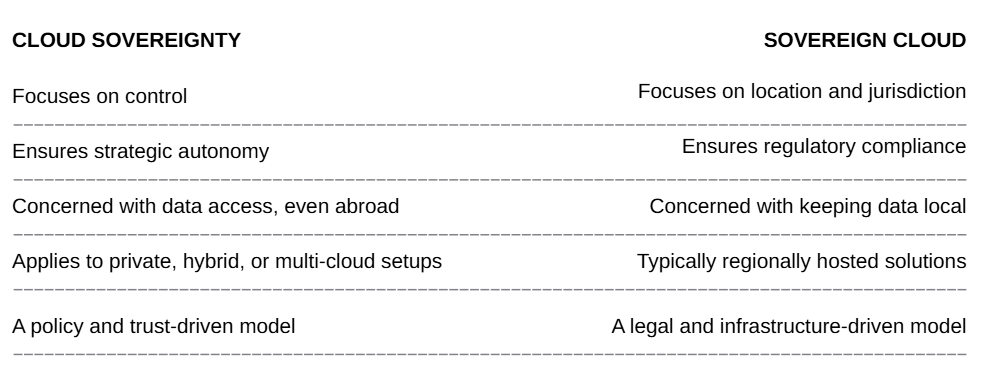 CLOUD SOVEREIGNTY SOVEREIGN CLOUD
Focuses on control Focuses on location and jurisdiction
Ensures strategic autonomy Ensures regulatory compliance
Concerned with data access, even abroad Concerned with keeping data local
Applies to private, hybrid, or multi-cloud setups Typically regionally hosted solutions
A policy and trust-driven model A legal and infrastructure-driven model